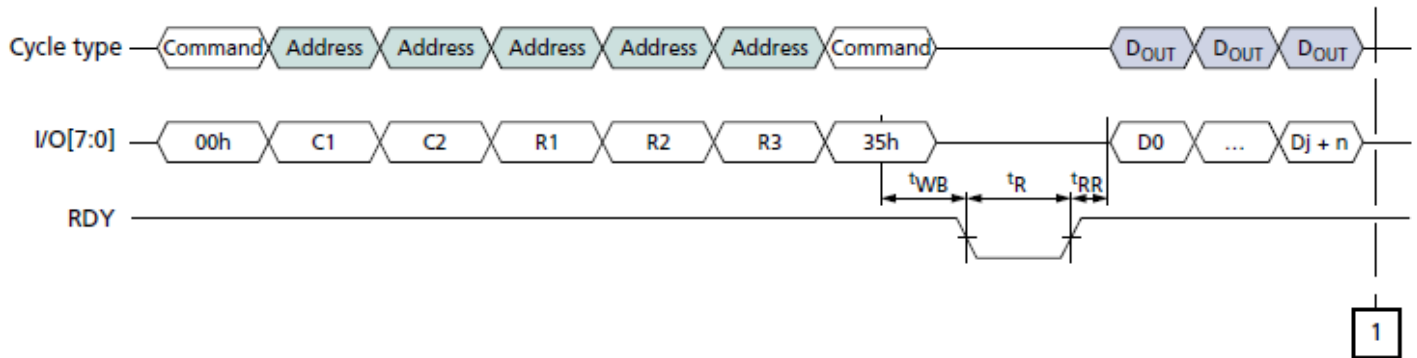 Cycle type Command Address Address Address Address Address Command DOUT DOUT DOUT
I/O[7:0] 00h C1 C2 R1 R2 R3 35h D0 ... Dj + n
tWB tR tRR
RDY
1